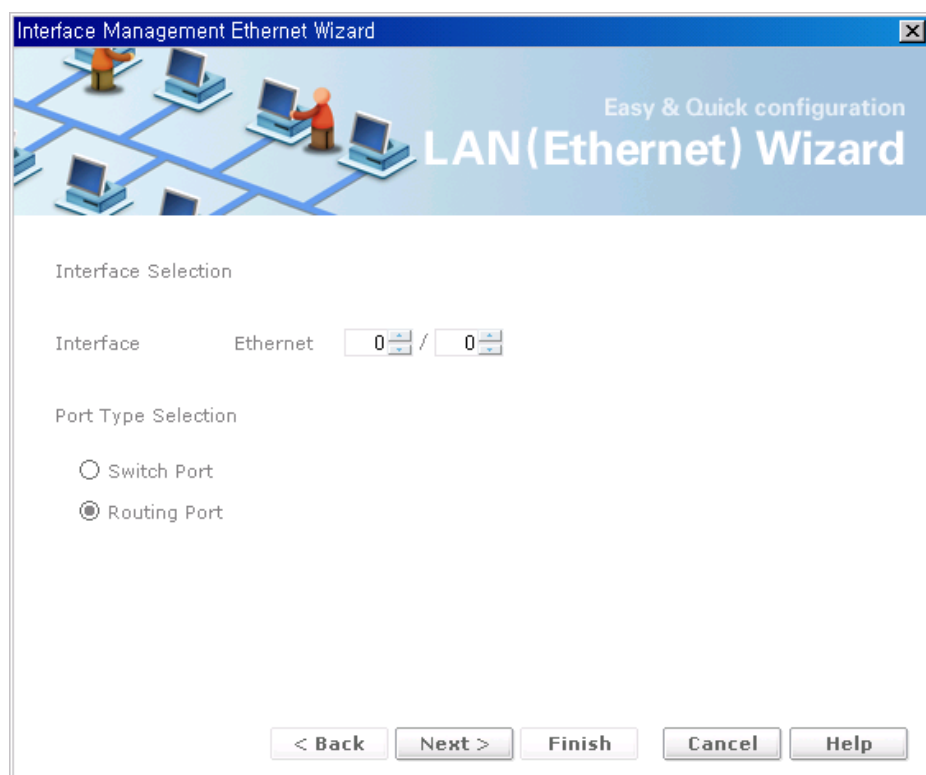 Interface Management Ethernet Wizard
Easy & Quick configuration
LAN(Ethernet) Wizard
Interface Selection
Interface Ethernet 0 / 0
Port Type Selection
Switch Port
Routing Port
< Back Next > Finish Cancel Help